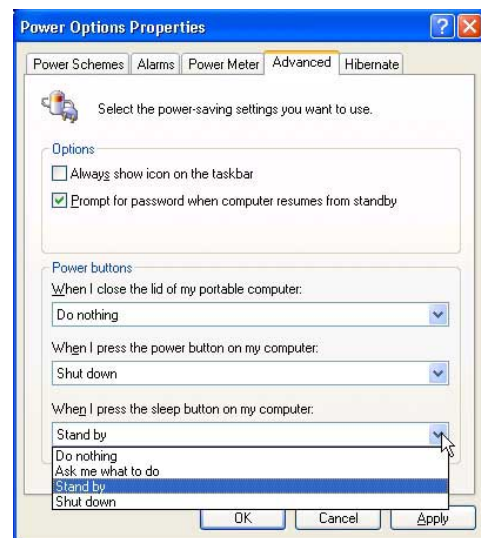 Power Options Properties
Power Schemes Alarms Power Meter Advanced Hibernate
Select the power-saving settings you want to use.
Options
Always show icon on the taskbar
Prompt for password when computer resumes from standby
Power buttons
When I close the lid of my portable computer:
Do nothing
When I press the power button on my computer:
Shut down
When I press the sleep button on my computer:
Stand by
Do nothing
Ask me what to do
Stand by
Shut down
OK Cancel Apply